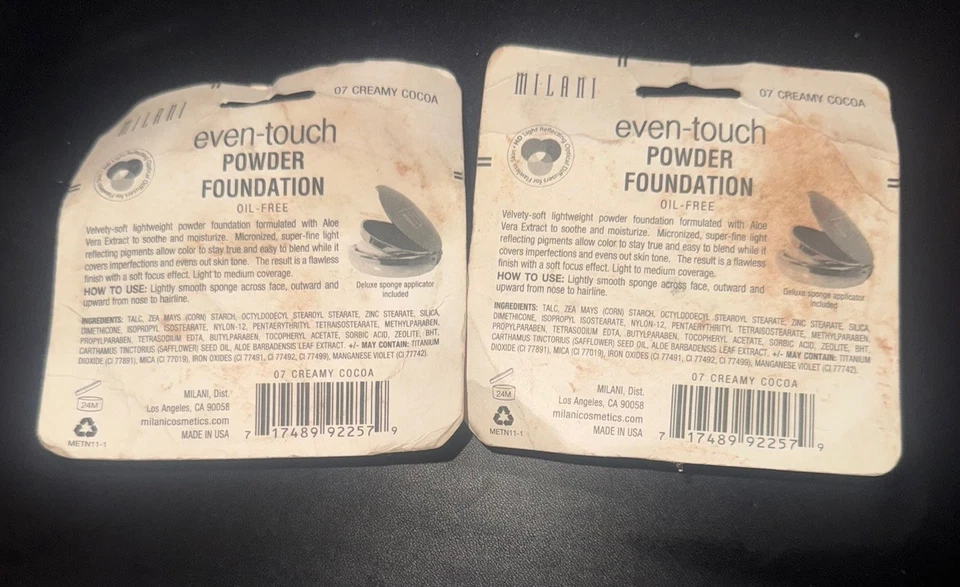 MILANI
07 CREAMY COCOA
even-touch
POWDER
FOUNDATION
OIL-FREE
Velvety-soft lightweight powder foundation formulated with Aloe
Vera Extract to soothe and moisturize. Micronized, super-fine light
reflecting pigments allow color to stay true and easy to blend while it
covers imperfections and evens out skin tone. The result is a flawless
finish with a soft focus effect. Light to medium coverage.
HOW TO USE: Lightly smooth sponge across face, outward and
upward from nose to hairline.
Deluxe sponge applicator
included
INGREDIENTS: TALC, ZEA MAYS (CORN) STARCH, OCTYLDODECYL STEAROYL STEARATE, ZINC STEARATE, SILICA,
DIMETHICONE, ISOPROPYL ISOSTEARATE, NYLON-12, PENTAERYTHRITYL TETRAISOSTEARATE, METHYLPARABEN,
PROPYLPARABEN, TETRASODIUM EDTA, BUTYLPARABEN, TOCOPHERYL ACETATE, SORBIC ACID, ZEOLITE, BHT,
CARTHAMUS TINCTORIUS (SAFFLOWER) SEED OIL, ALOE BARBADENSIS LEAF EXTRACT. +/- MAY CONTAIN: TITANIUM
DIOXIDE (CI 77891), MICA (CI 77019), IRON OXIDES (CI 77491, CI 77492, CI 77499), MANGANESE VIOLET (CI 77742).
07 CREAMY COCOA
24M
METN11-1
MILANI, Dist.
Los Angeles, CA 90058
milanicosmetics.com
MADE IN USA
7 17489 92257 9
MILANI
07 CREAMY COCOA
HD Light Reflecting Optical Diffusers for Flawless Skin
even-touch
POWDER
FOUNDATION
OIL-FREE
Velvety-soft lightweight powder foundation formulated with Aloe
Vera Extract to soothe and moisturize. Micronized, super-fine light
reflecting pigments allow color to stay true and easy to blend while it
covers imperfections and evens out skin tone. The result is a flawless
finish with a soft focus effect. Light to medium coverage.
HOW TO USE: Lightly smooth sponge across face, outward and
upward from nose to hairline.
Deluxe sponge applicator
included
INGREDIENTS: TALC, ZEA MAYS (CORN) STARCH, OCTYLDODECYL STEAROYL STEARATE, ZINC STEARATE, SILICA,
DIMETHICONE, ISOPROPYL ISOSTEARATE, NYLON-12, PENTAERYTHRITYL TETRAISOSTEARATE, METHYLPARABEN,
PROPYLPARABEN, TETRASODIUM EDTA, BUTYLPARABEN, TOCOPHERYL ACETATE, SORBIC ACID, ZEOLITE, BHT,
CARTHAMUS TINCTORIUS (SAFFLOWER) SEED OIL, ALOE BARBADENSIS LEAF EXTRACT. +/- MAY CONTAIN: TITANIUM
DIOXIDE (CI 77891), MICA (CI 77019), IRON OXIDES (CI 77491, CI 77492, CI 77499), MANGANESE VIOLET (CI 77742).
07 CREAMY COCOA
24M
METN11-1
MILANI, Dist.
Los Angeles, CA 90058
milanicosmetics.com
MADE IN USA
7 17489 92257 9